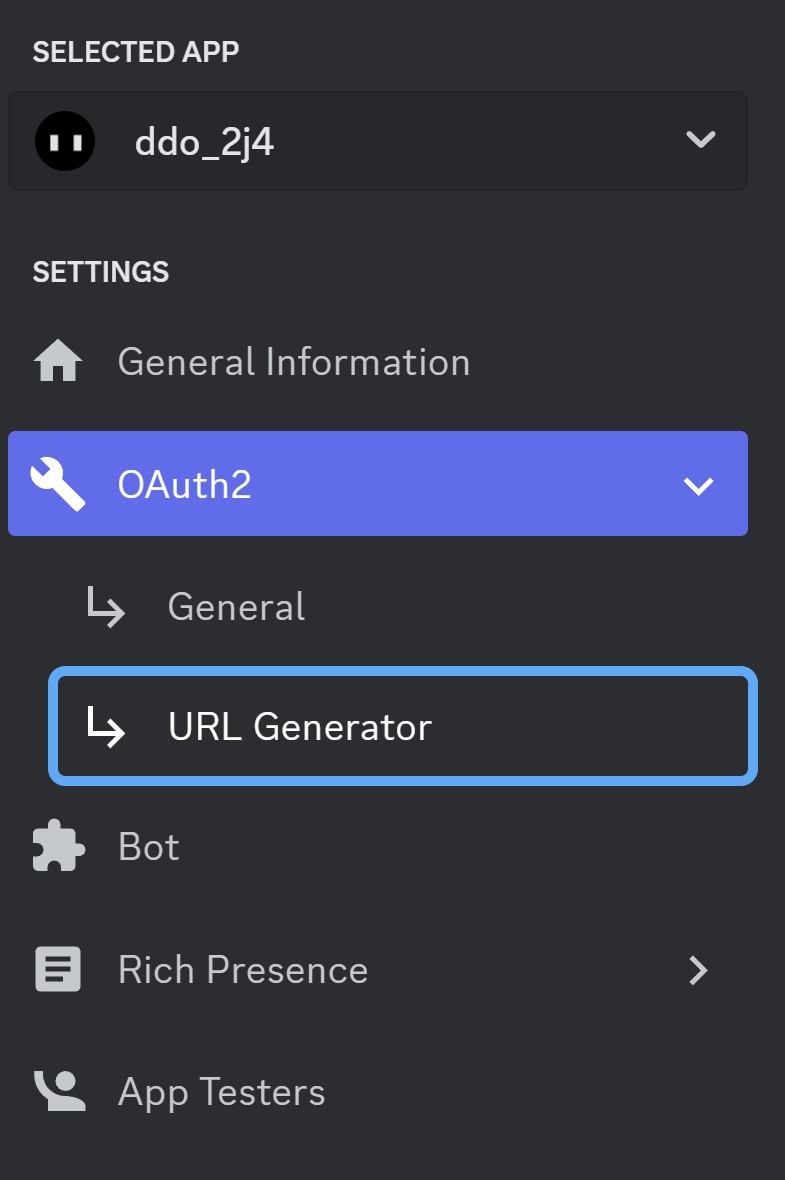 SELECTED APP
ddo_2j4
SETTINGS
General Information
OAuth2
General
URL Generator
Bot
Rich Presence
App Testers